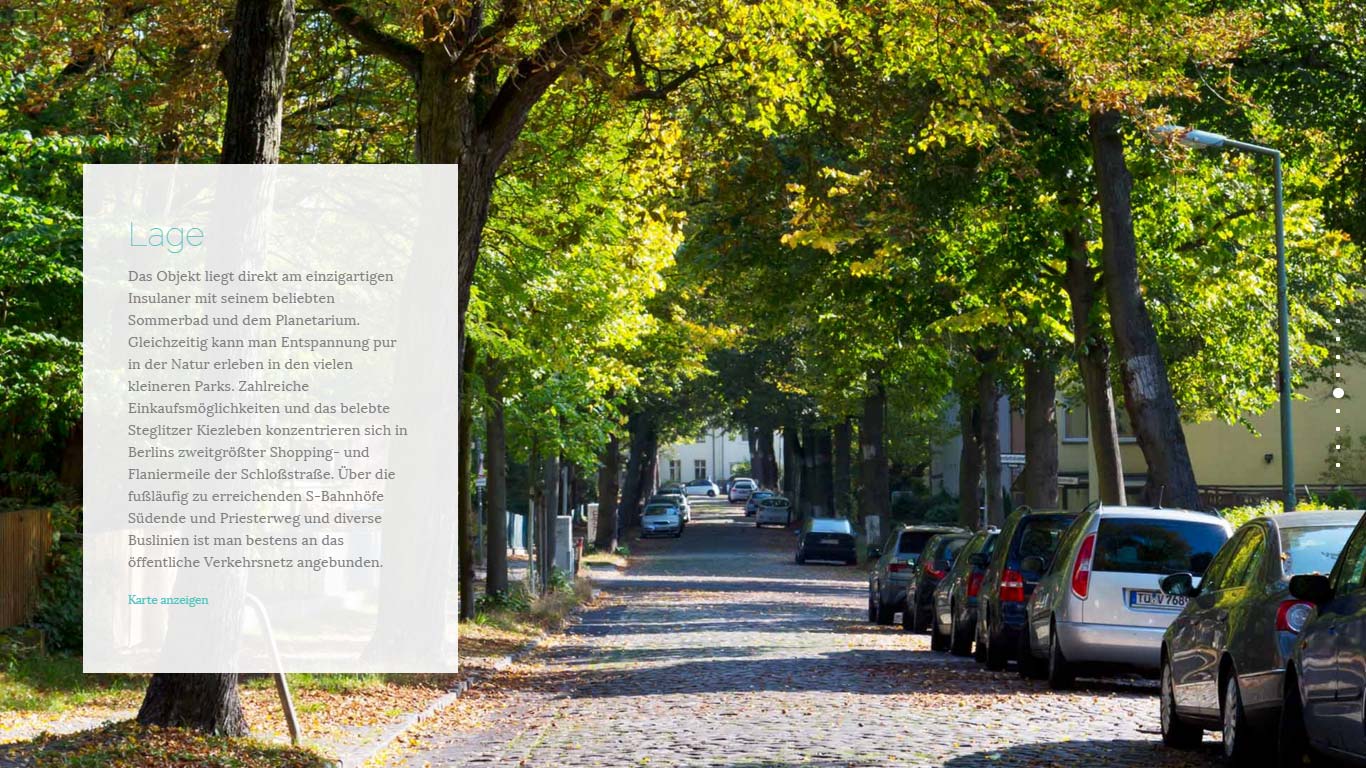 Lage
Das Objekt liegt direkt am einzigartigen
Insulaner mit seinem beliebten
Sommerbad und dem Planetarium.
Gleichzeitig kann man Entspannung pur
in der Natur erleben in den vielen
kleineren Parks. Zahlreiche
Einkaufsmöglichkeiten und das belebte
Steglitzer Kiezleben konzentrieren sich in
Berlins zweitgrößter Shopping- und
Flaniermeile der Schloßstraße. Über die
fußläufig zu erreichenden S-Bahnhöfe
Südende und Priesterweg und diverse
Buslinien ist man bestens an das
öffentliche Verkehrsnetz angebunden.
Karte anzeigen